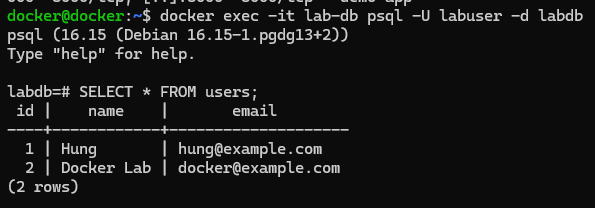 docker@docker:~$ docker exec -it lab-db psql -U labuser -d labdb
psql (16.15 (Debian 16.15-1.pgdg13+2))
Type "help" for help.

labdb=# SELECT * FROM users;
 id |    name    |       email
----+------------+--------------------
  1 | Hung       | hung@example.com
  2 | Docker Lab | docker@example.com
(2 rows)